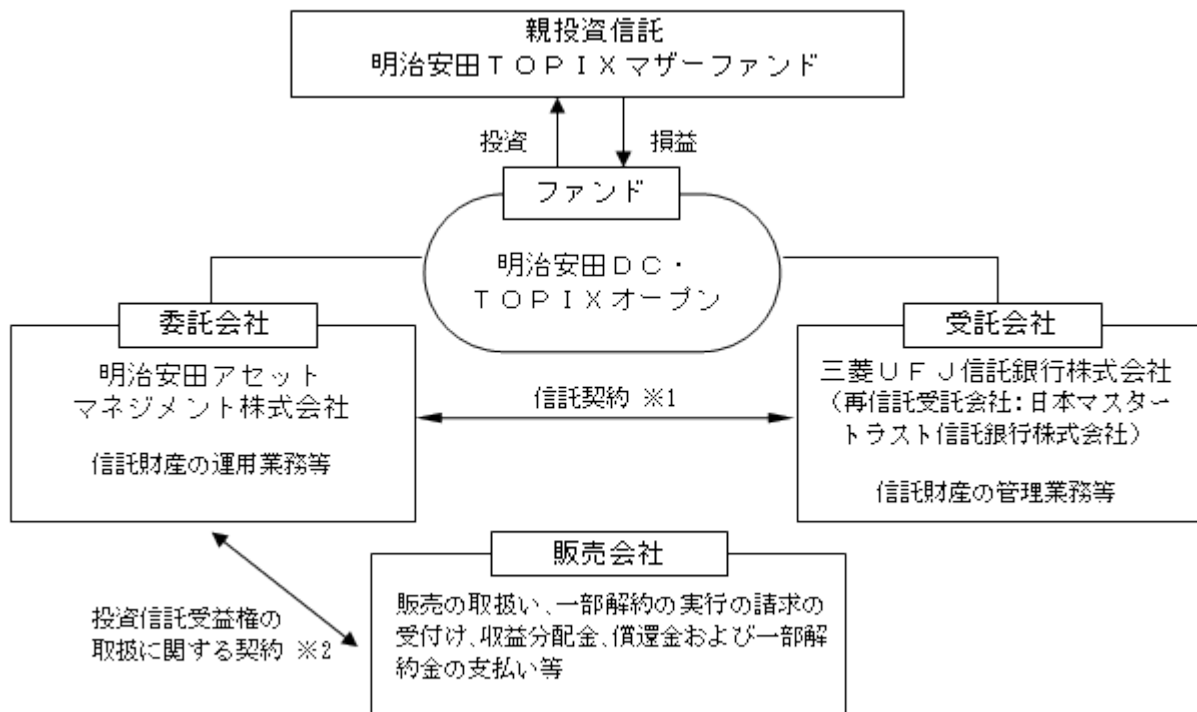 親投資信託
明治安田ＴＯＰＩＸマザーファンド
投資
損益
ファンド
明治安田ＤＣ・
ＴＯＰＩＸオープン
委託会社
明治安田アセット
マネジメント株式会社
信託財産の運用業務等
信託契約 ※1
受託会社
三菱ＵＦＪ信託銀行株式会社
（再信託受託会社：日本マスター
トラスト信託銀行株式会社）
信託財産の管理業務等
投資信託受益権の
取扱に関する契約 ※2
販売会社
販売の取扱い、一部解約の実行の請求の
受付け、収益分配金、償還金および一部解
約金の支払い等